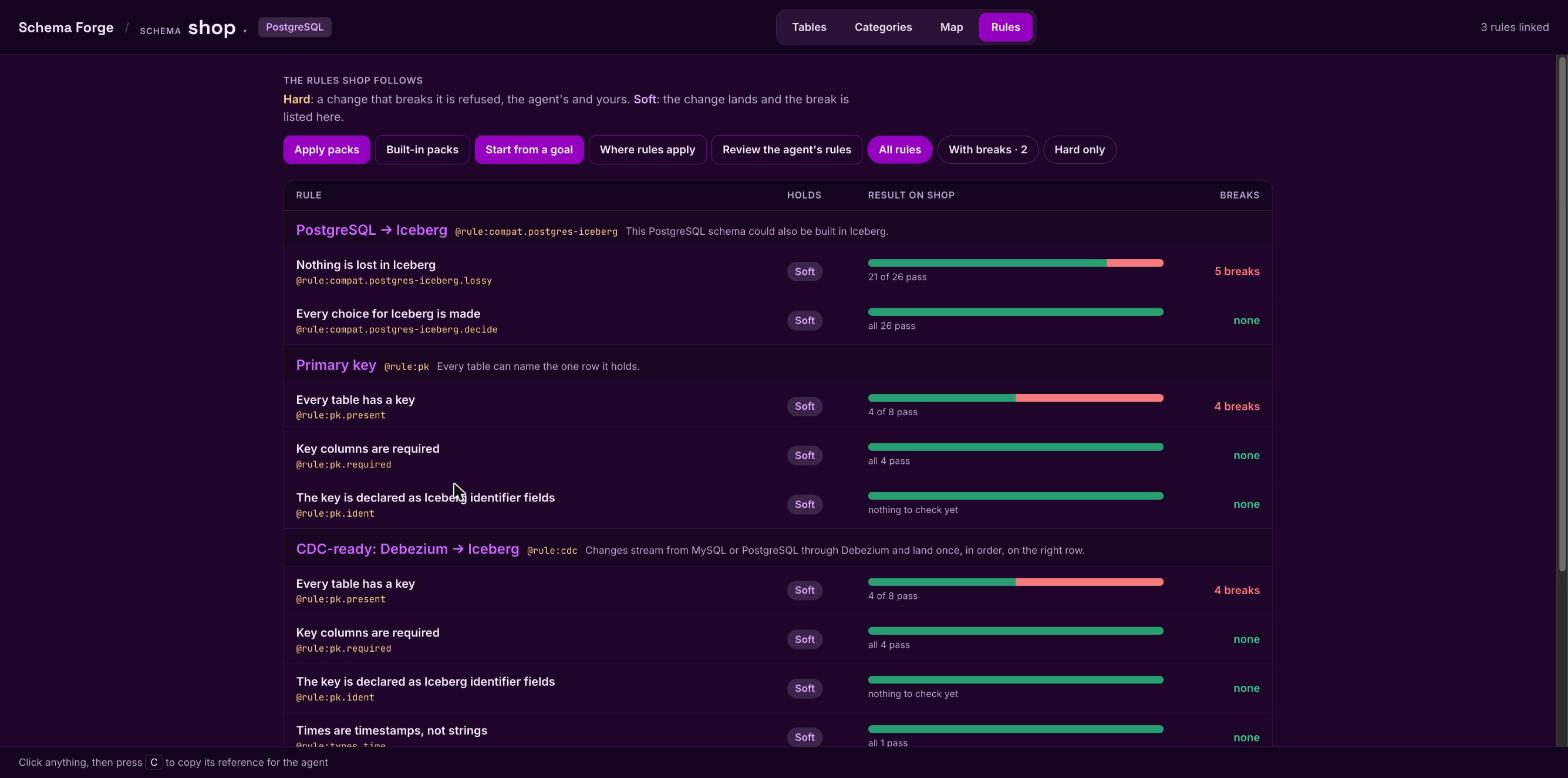 Schema Forge / SCHEMA shop . PostgreSQL Tables Categories Map Rules 3 rules linked
THE RULES SHOP FOLLOWS
Hard: a change that breaks it is refused, the agent's and yours. Soft: the change lands and the break is
listed here.
Apply packs Built-in packs Start from a goal Where rules apply Review the agent's rules All rules With breaks · 2 Hard only
RULE HOLDS RESULT ON SHOP BREAKS
PostgreSQL → Iceberg @rule:compat.postgres-iceberg This PostgreSQL schema could also be built in Iceberg.
Nothing is lost in Iceberg
@rule:compat.postgres-iceberg.lossy
Soft
21 of 26 pass
5 breaks
Every choice for Iceberg is made
@rule:compat.postgres-iceberg.decide
Soft
all 26 pass
none
Primary key @rule:pk Every table can name the one row it holds.
Every table has a key
@rule:pk.present
Soft
4 of 8 pass
4 breaks
Key columns are required
@rule:pk.required
Soft
all 4 pass
none
The key is declared as Iceberg identifier fields
@rule:pk.ident
Soft
nothing to check yet
none
CDC-ready: Debezium → Iceberg @rule:cdc Changes stream from MySQL or PostgreSQL through Debezium and land once, in order, on the right row.
Every table has a key
@rule:pk.present
Soft
4 of 8 pass
4 breaks
Key columns are required
@rule:pk.required
Soft
all 4 pass
none
The key is declared as Iceberg identifier fields
@rule:pk.ident
Soft
nothing to check yet
none
Times are timestamps, not strings
@rule:types.time
Soft
all 1 pass
none
Click anything, then press C to copy its reference for the agent